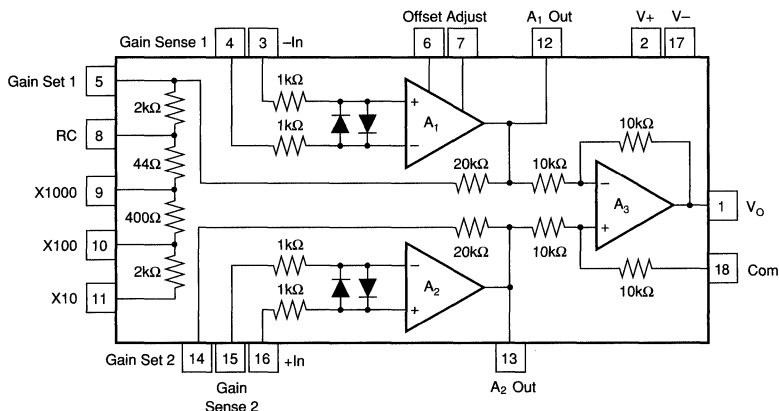 Offset Adjust
A1 Out
V+
V–
Gain Sense 1
4
3
–In
6
7
12
2
17
Gain Set 1
5
1kΩ
2kΩ
+
A1
–
10kΩ
RC
8
1kΩ
44Ω
20kΩ
10kΩ
–
A3
+
X1000
9
1
VO
400Ω
X100
10
1kΩ
20kΩ
10kΩ
18
Com
2kΩ
1kΩ
–
A2
+
10kΩ
X10
11
Gain Set 2
14
15
16
+In
13
Gain
Sense 2
A2 Out